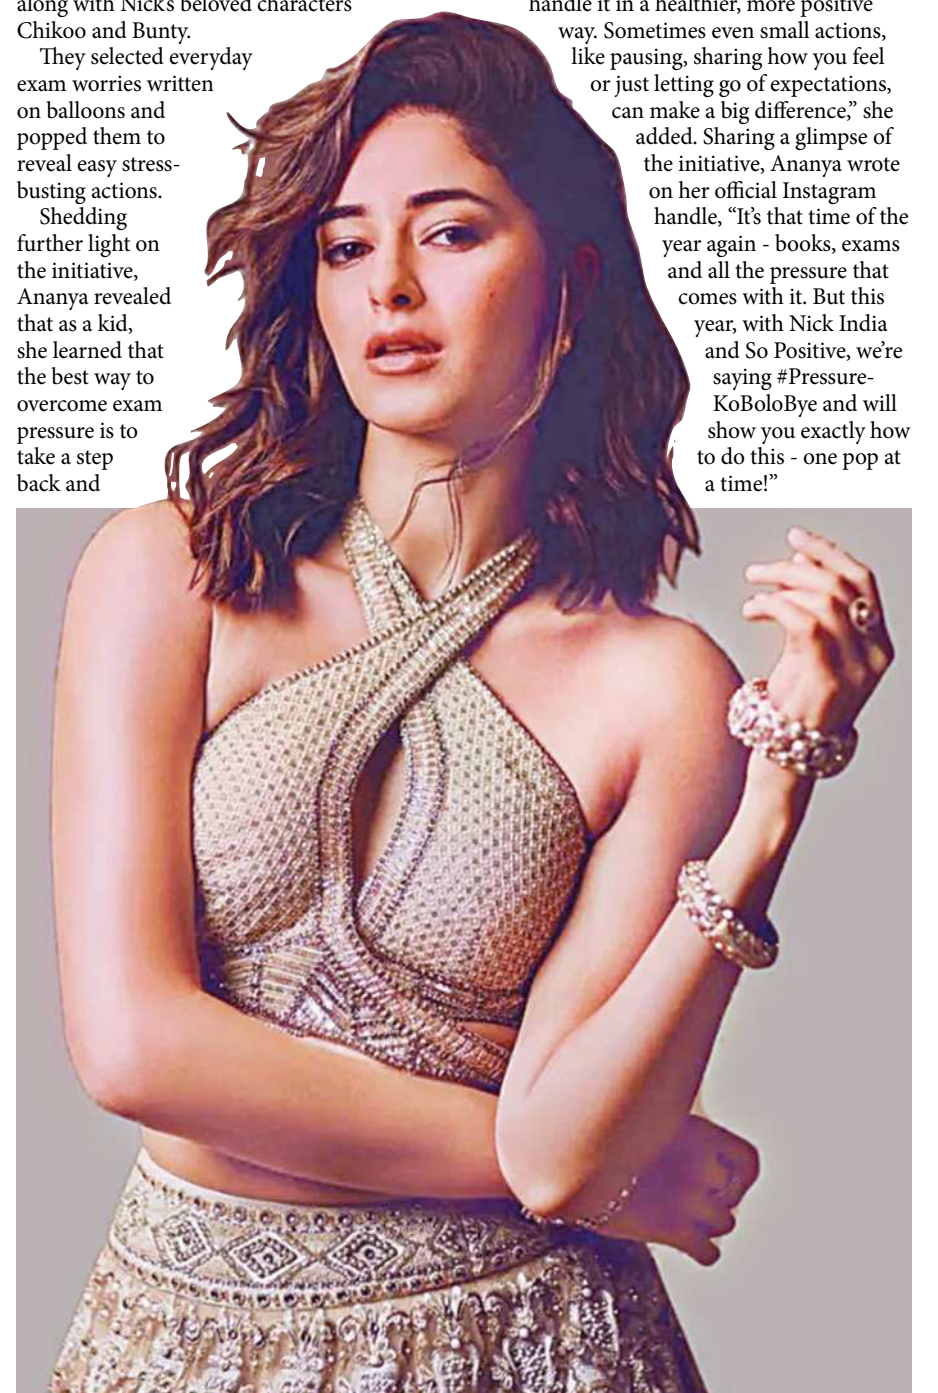 along with Nick's beloved characters
Chikoo and Bunty.
They selected everyday
exam worries written
on balloons and
popped them to
reveal easy stress-
busting actions.
Shedding
further light on
the initiative,
Ananya revealed
that as a kid,
she learned that
the best way to
overcome exam
pressure is to
take a step
back and
handle it in a healthier, more positive
way. Sometimes even small actions,
like pausing, sharing how you feel
or just letting go of expectations,
can make a big difference,” she
added. Sharing a glimpse of
the initiative, Ananya wrote
on her official Instagram
handle, “It’s that time of the
year again - books, exams
and all the pressure that
comes with it. But this
year, with Nick India
and So Positive, we’re
saying #Pressure-
KoBoloBye and will
show you exactly how
to do this - one pop at
a time!”